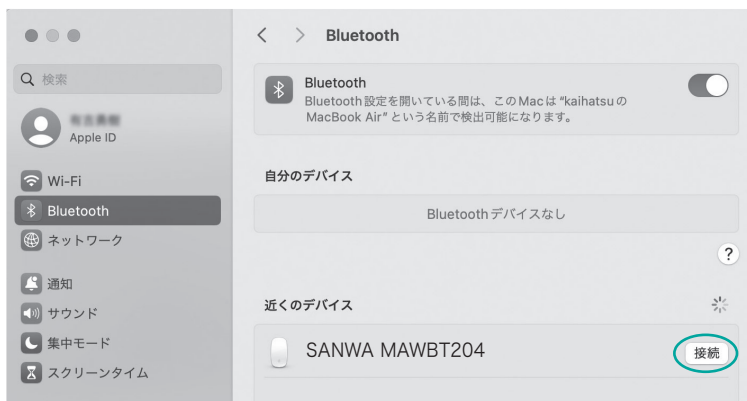 Bluetooth
検索
Bluetooth
Bluetooth設定を開いている間は、このMacは“kaihatsuの
MacBook Air”という名前で検出可能になります。
Apple ID
Wi-Fi
Bluetooth
ネットワーク
通知
サウンド
集中モード
スクリーンタイム
自分のデバイス
Bluetoothデバイスなし
?
近くのデバイス
SANWA MAWBT204
接続